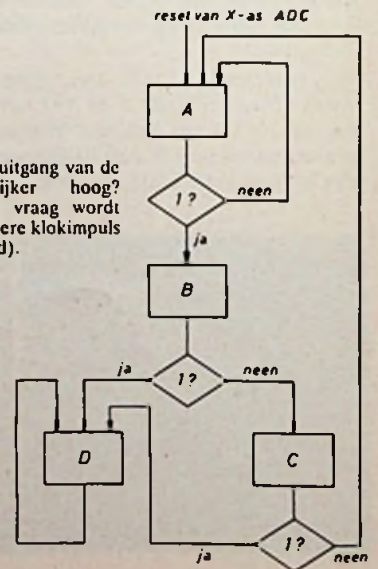 reset van X-as ADC
A
uitgang van de
ijker hoog?
vraag wordt
ere klokimpuls
d).
1?
neen
ja
B
1?
ja
neen
D
C
1?
ja
neen